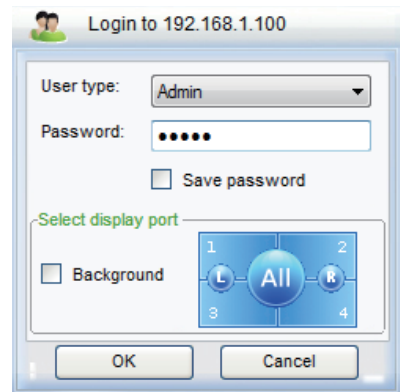 Login to 192.168.1.100
User type:
Admin
Password:
•••••
Save password
Select display port
Background
1
2
L
All
R
3
4
OK
Cancel